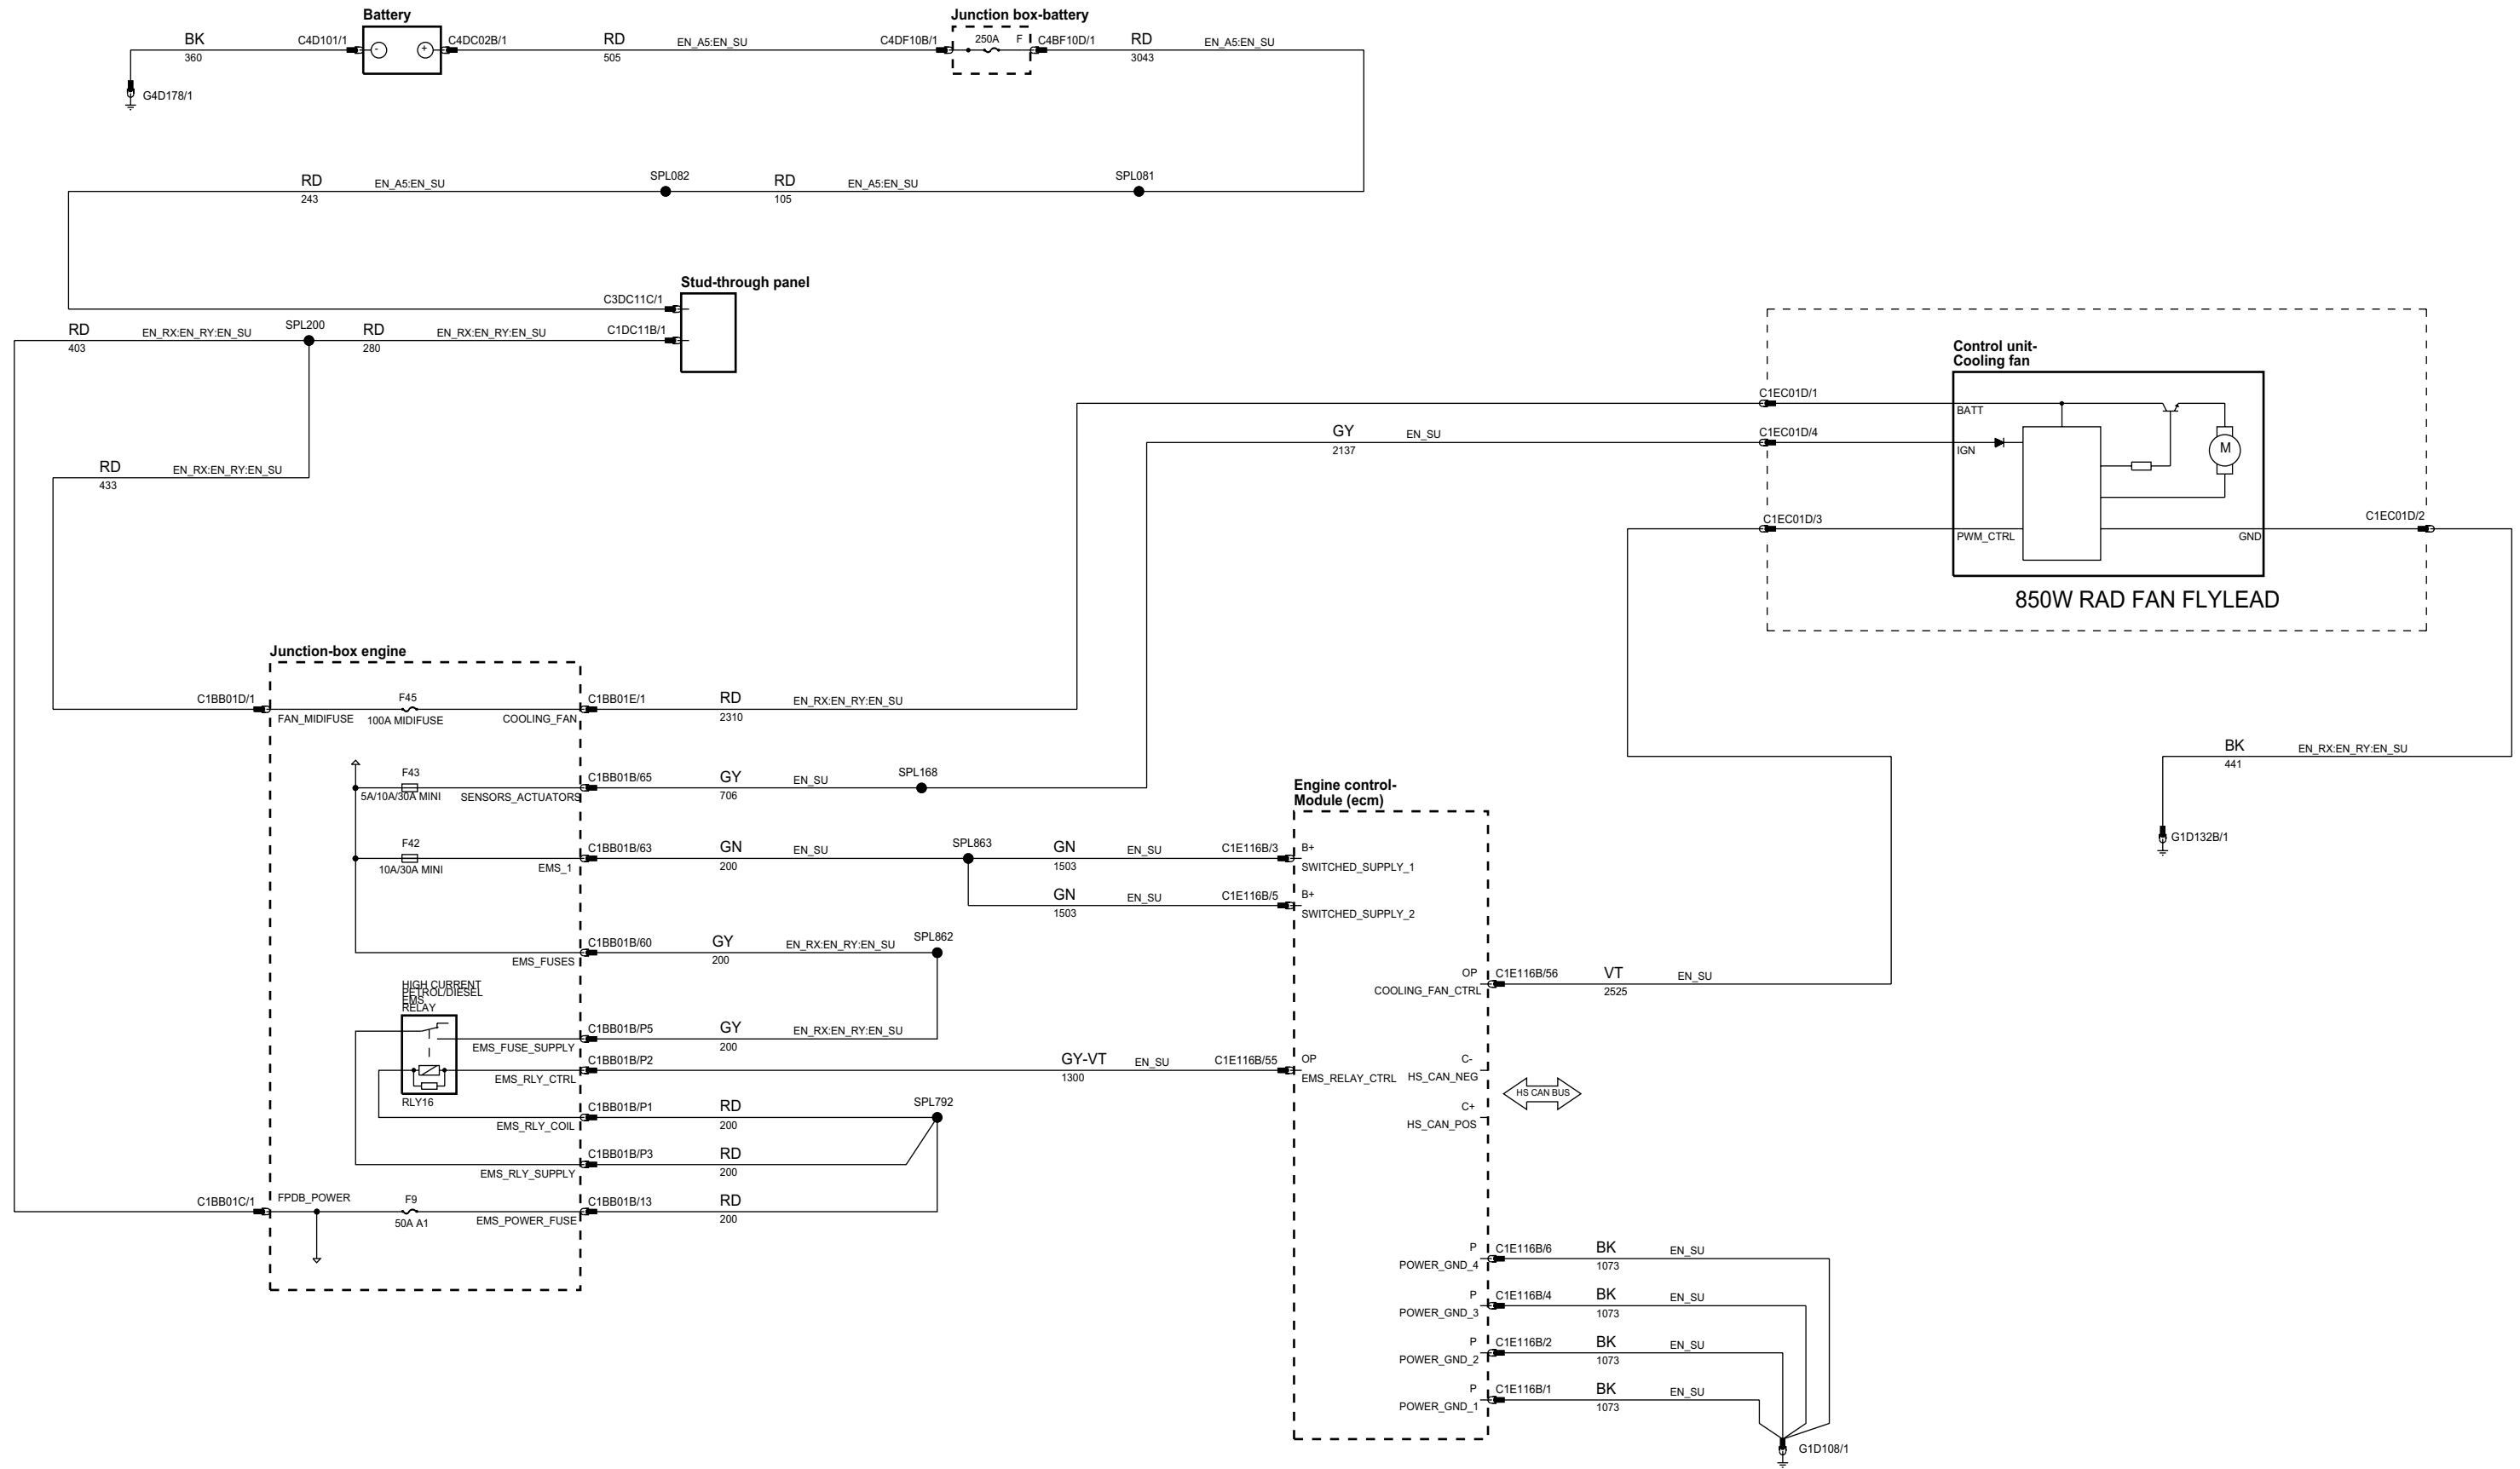 Battery
Junction box-battery
BK
360
C4D101/1
-
+
C4DC02B/1
RD
505
EN_A5:EN_SU
C4DF10B/1
250A
F
C4BF10D/1
RD
3043
EN_A5:EN_SU
G4D178/1
RD
243
EN_A5:EN_SU
SPL082
RD
105
EN_A5:EN_SU
SPL081
Stud-through panel
C3DC11C/1
RD
403
EN_RX:EN_RY:EN_SU
SPL200
RD
280
EN_RX:EN_RY:EN_SU
C1DC11B/1
RD
433
EN_RX:EN_RY:EN_SU
Control unit-
Cooling fan
C1EC01D/1
BATT
GY
2137
EN_SU
C1EC01D/4
IGN
M
C1EC01D/3
PWM_CTRL
GND
C1EC01D/2
850W RAD FAN FLYLEAD
Junction-box engine
C1BB01D/1
FAN_MIDIFUSE
F45
100A MIDIFUSE
COOLING_FAN
C1BB01E/1
RD
2310
EN_RX:EN_RY:EN_SU
BK
441
EN_RX:EN_RY:EN_SU
G1D132B/1
F43
5A/10A/30A MINI
SENSORS_ACTUATORS
C1BB01B/65
GY
706
EN_SU
SPL168
Engine control-
Module (ecm)
F42
10A/30A MINI
EMS_1
C1BB01B/63
GN
200
EN_SU
SPL863
GN
1503
EN_SU
C1E116B/3
B+
SWITCHED_SUPPLY_1
GN
1503
EN_SU
C1E116B/5
B+
SWITCHED_SUPPLY_2
EMS_FUSES
C1BB01B/60
GY
200
EN_RX:EN_RY:EN_SU
SPL862
OP
COOLING_FAN_CTRL
C1E116B/56
VT
2525
EN_SU
HIGH CURRENT
PETROL/DIESEL
EMS
RELAY
RLY16
EMS_FUSE_SUPPLY
C1BB01B/P5
GY
200
EN_RX:EN_RY:EN_SU
EMS_RLY_CTRL
C1BB01B/P2
GY-VT
1300
EN_SU
C1E116B/55
OP
EMS_RELAY_CTRL
C-
HS_CAN_NEG
HS CAN BUS
C+
HS_CAN_POS
EMS_RLY_COIL
C1BB01B/P1
RD
200
SPL792
EMS_RLY_SUPPLY
C1BB01B/P3
RD
200
C1BB01C/1
FPDB_POWER
F9
50A A1
EMS_POWER_FUSE
C1BB01B/13
RD
200
P
POWER_GND_4
C1E116B/6
BK
1073
EN_SU
P
POWER_GND_3
C1E116B/4
BK
1073
EN_SU
P
POWER_GND_2
C1E116B/2
BK
1073
EN_SU
P
POWER_GND_1
C1E116B/1
BK
1073
EN_SU
G1D108/1